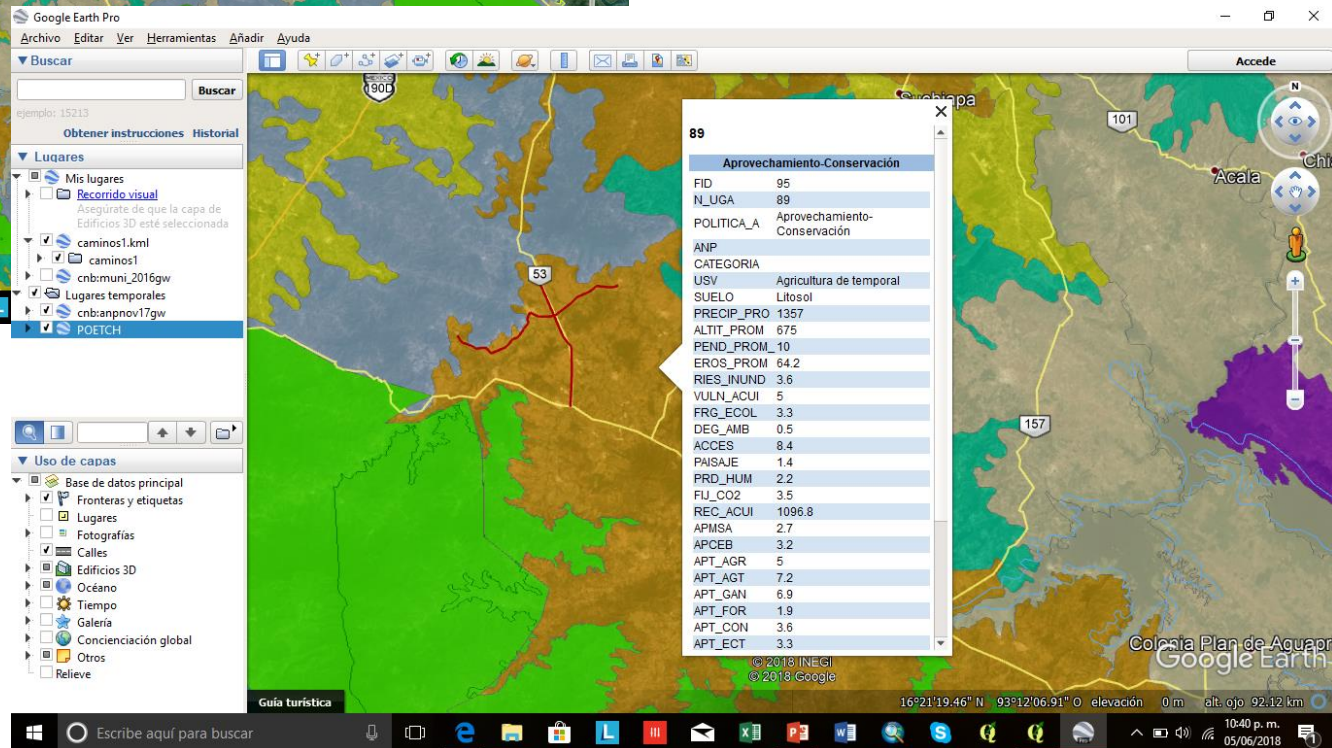 Google Earth Pro
Archivo Editar Ver Herramientas Añadir Ayuda
Buscar
Accede
Buscar
ejemplo: 15213
Obtener instrucciones Historial
Lugares
Mis lugares
Recorrido visual
Asegúrate de que la capa de
Edificios 3D esté seleccionada
caminos1.kml
caminos1
cnb:muni_2016gw
Lugares temporales
cnb:anpnov17gw
POETCH
Uso de capas
Base de datos principal
Fronteras y etiquetas
Lugares
Fotografías
Calles
Edificios 3D
Océano
Tiempo
Galería
Concienciación global
Otros
Relieve
MEXICO
190D
53
Suchiapa
101
Acala
Chi
N
157
89
Aprovechamiento-Conservación
FID 95
N_UGA 89
POLITICA_A Aprovechamiento-
Conservación
ANP
CATEGORIA
USV Agricultura de temporal
SUELO Litosol
PRECIP_PRO 1357
ALTIT_PROM 675
PEND_PROM_ 10
EROS_PROM 64.2
RIES_INUND 3.6
VULN_ACUI 5
FRG_ECOL 3.3
DEG_AMB 0.5
ACCES 8.4
PAISAJE 1.4
PRD_HUM 2.2
FIJ_CO2 3.5
REC_ACUI 1096.8
APMSA 2.7
APCEB 3.2
APT_AGR 5
APT_AGT 7.2
APT_GAN 6.9
APT_FOR 1.9
APT_CON 3.6
APT_ECT 3.3
Colonia Plan de Aguapr
Google Earth
© 2018 INEGI
© 2018 Google
Guía turística
16°21'19.46" N 93°12'06.91" O elevación 0 m alt. ojo 92.12 km
Escribe aquí para buscar
10:40 p. m.
05/06/2018